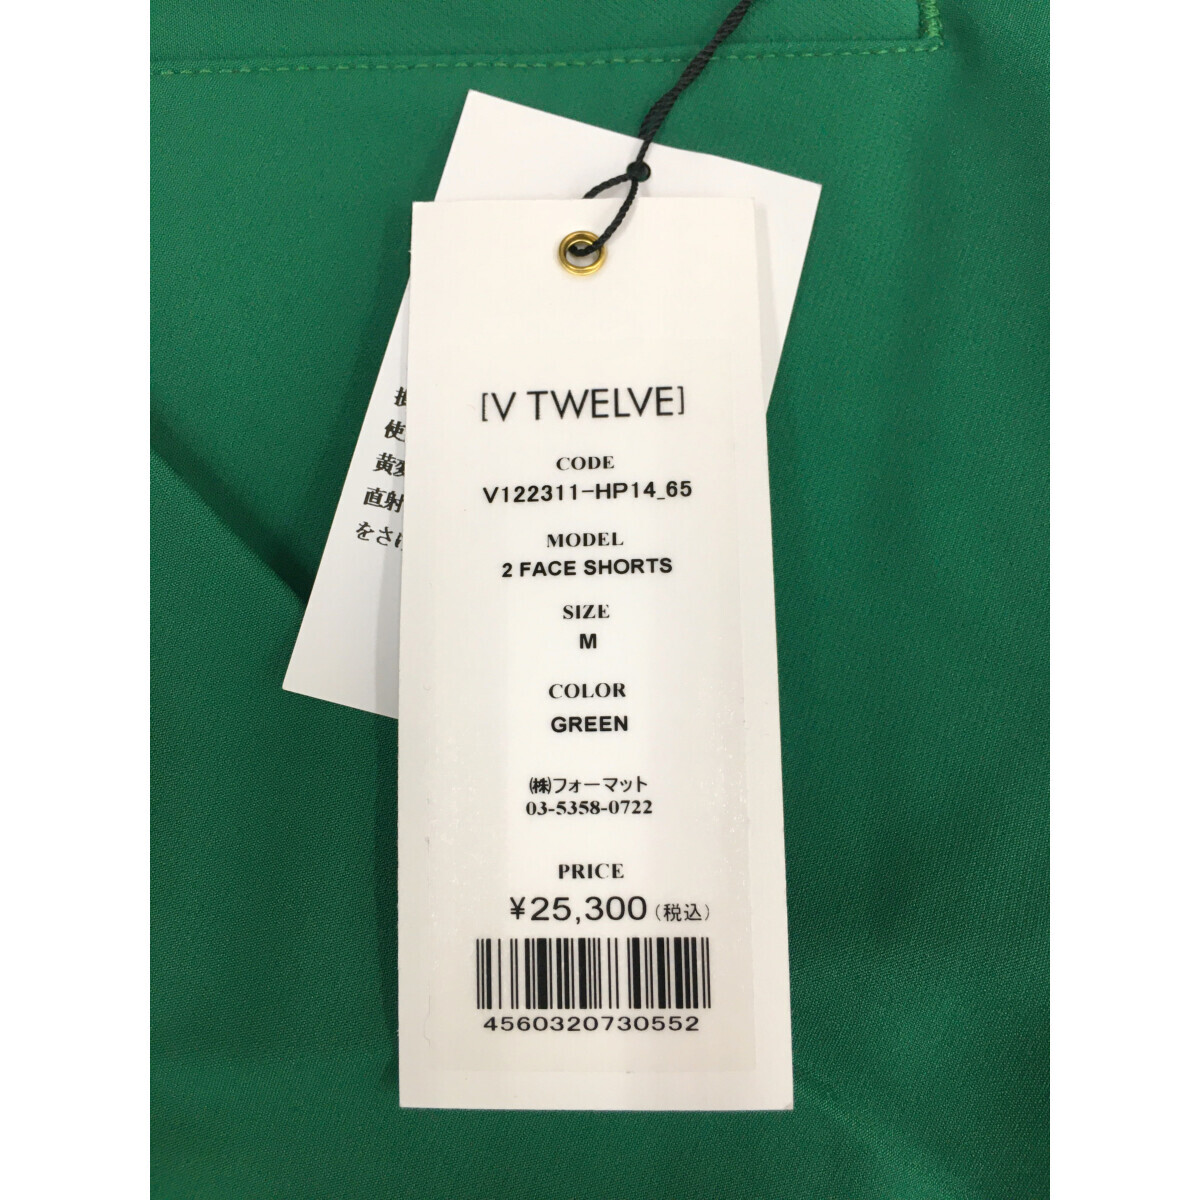 [V TWELVE]
CODE
V122311-HP14_65
MODEL
2 FACE SHORTS
SIZE
M
COLOR
GREEN
(株)フォーマット
03-5358-0722
PRICE
¥25,300(税込)
4560320730552
使
黄変
直射
をさけ